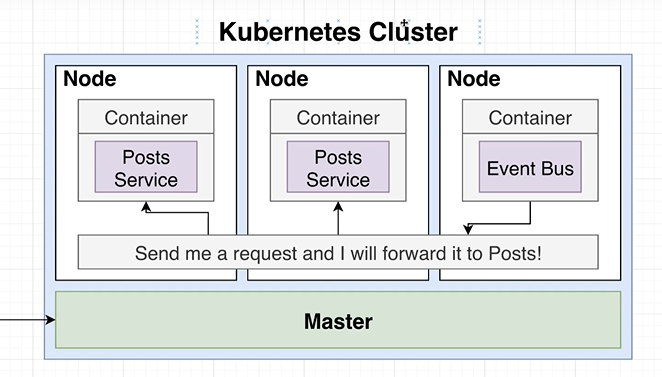 Kubernetes Cluster
Node
Node
Node
Container
Container
Container
Posts
Service
Posts
Service
Event Bus
Send me a request and I will forward it to Posts!
Master